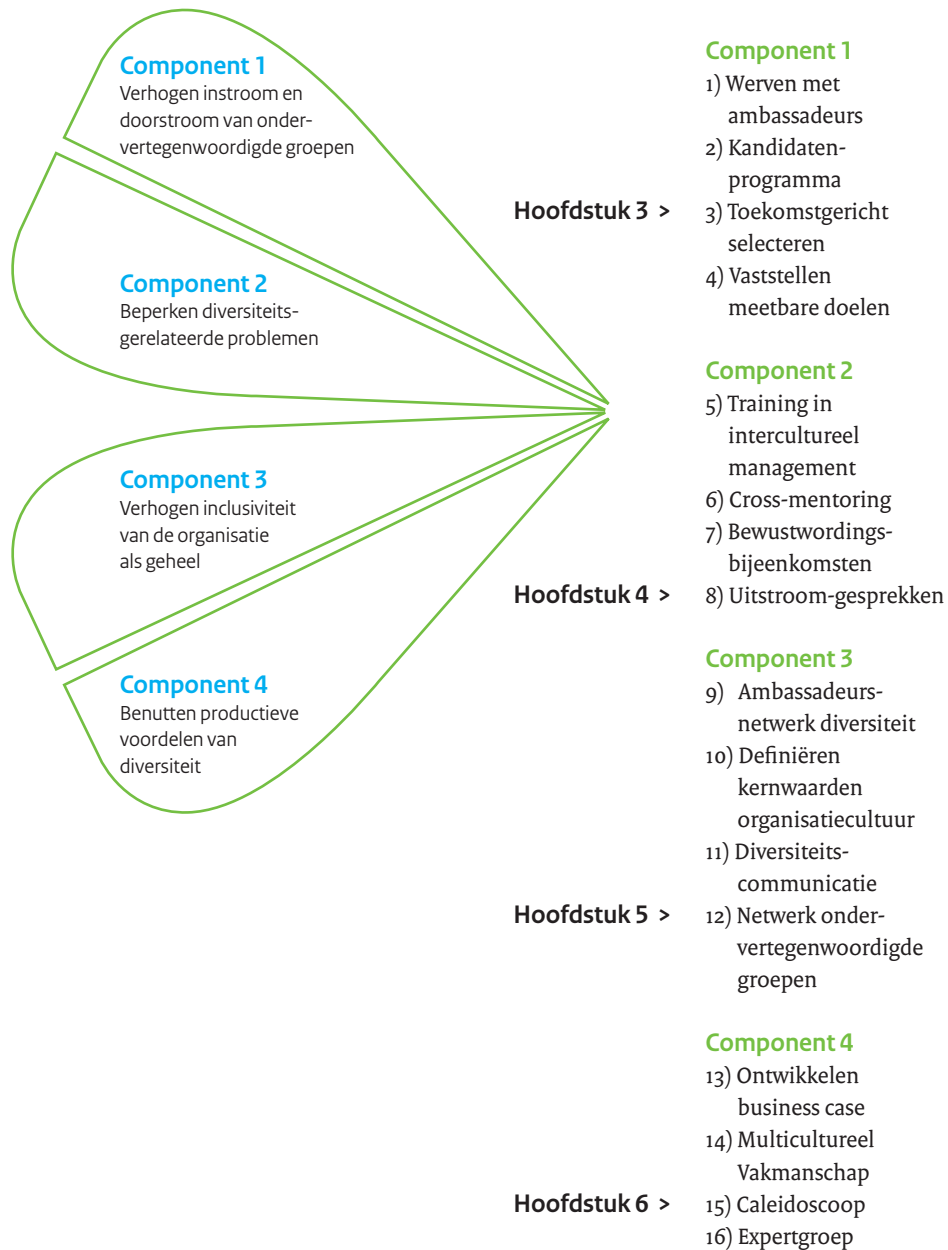 Component 1
Verhogen instroom en
doorstroom van onder-
vertegenwoordigde groepen
Component 2
Beperken diversiteits-
gerelateerde problemen
Component 3
Verhogen inclusiviteit
van de organisatie
als geheel
Component 4
Benutten productieve
voordelen van
diversiteit
Hoofdstuk 3 >
Component 1
1) Werven met
ambassadeurs
2) Kandidaten-
programma
3) Toekomstgericht
selecteren
4) Vaststellen
meetbare doelen
Hoofdstuk 4 >
Component 2
5) Training in
intercultureel
management
6) Cross-mentoring
7) Bewustwordings-
bijeenkomsten
8) Uitstroom-gesprekken
Hoofdstuk 5 >
Component 3
9) Ambassadeurs-
netwerk diversiteit
10) Definiëren
kernwaarden
organisatiecultuur
11) Diversiteits-
communicatie
12) Netwerk onder-
vertegenwoordigde
groepen
Hoofdstuk 6 >
Component 4
13) Ontwikkelen
business case
14) Multicultureel
Vakmanschap
15) Caleidoscoop
16) Expertgroep